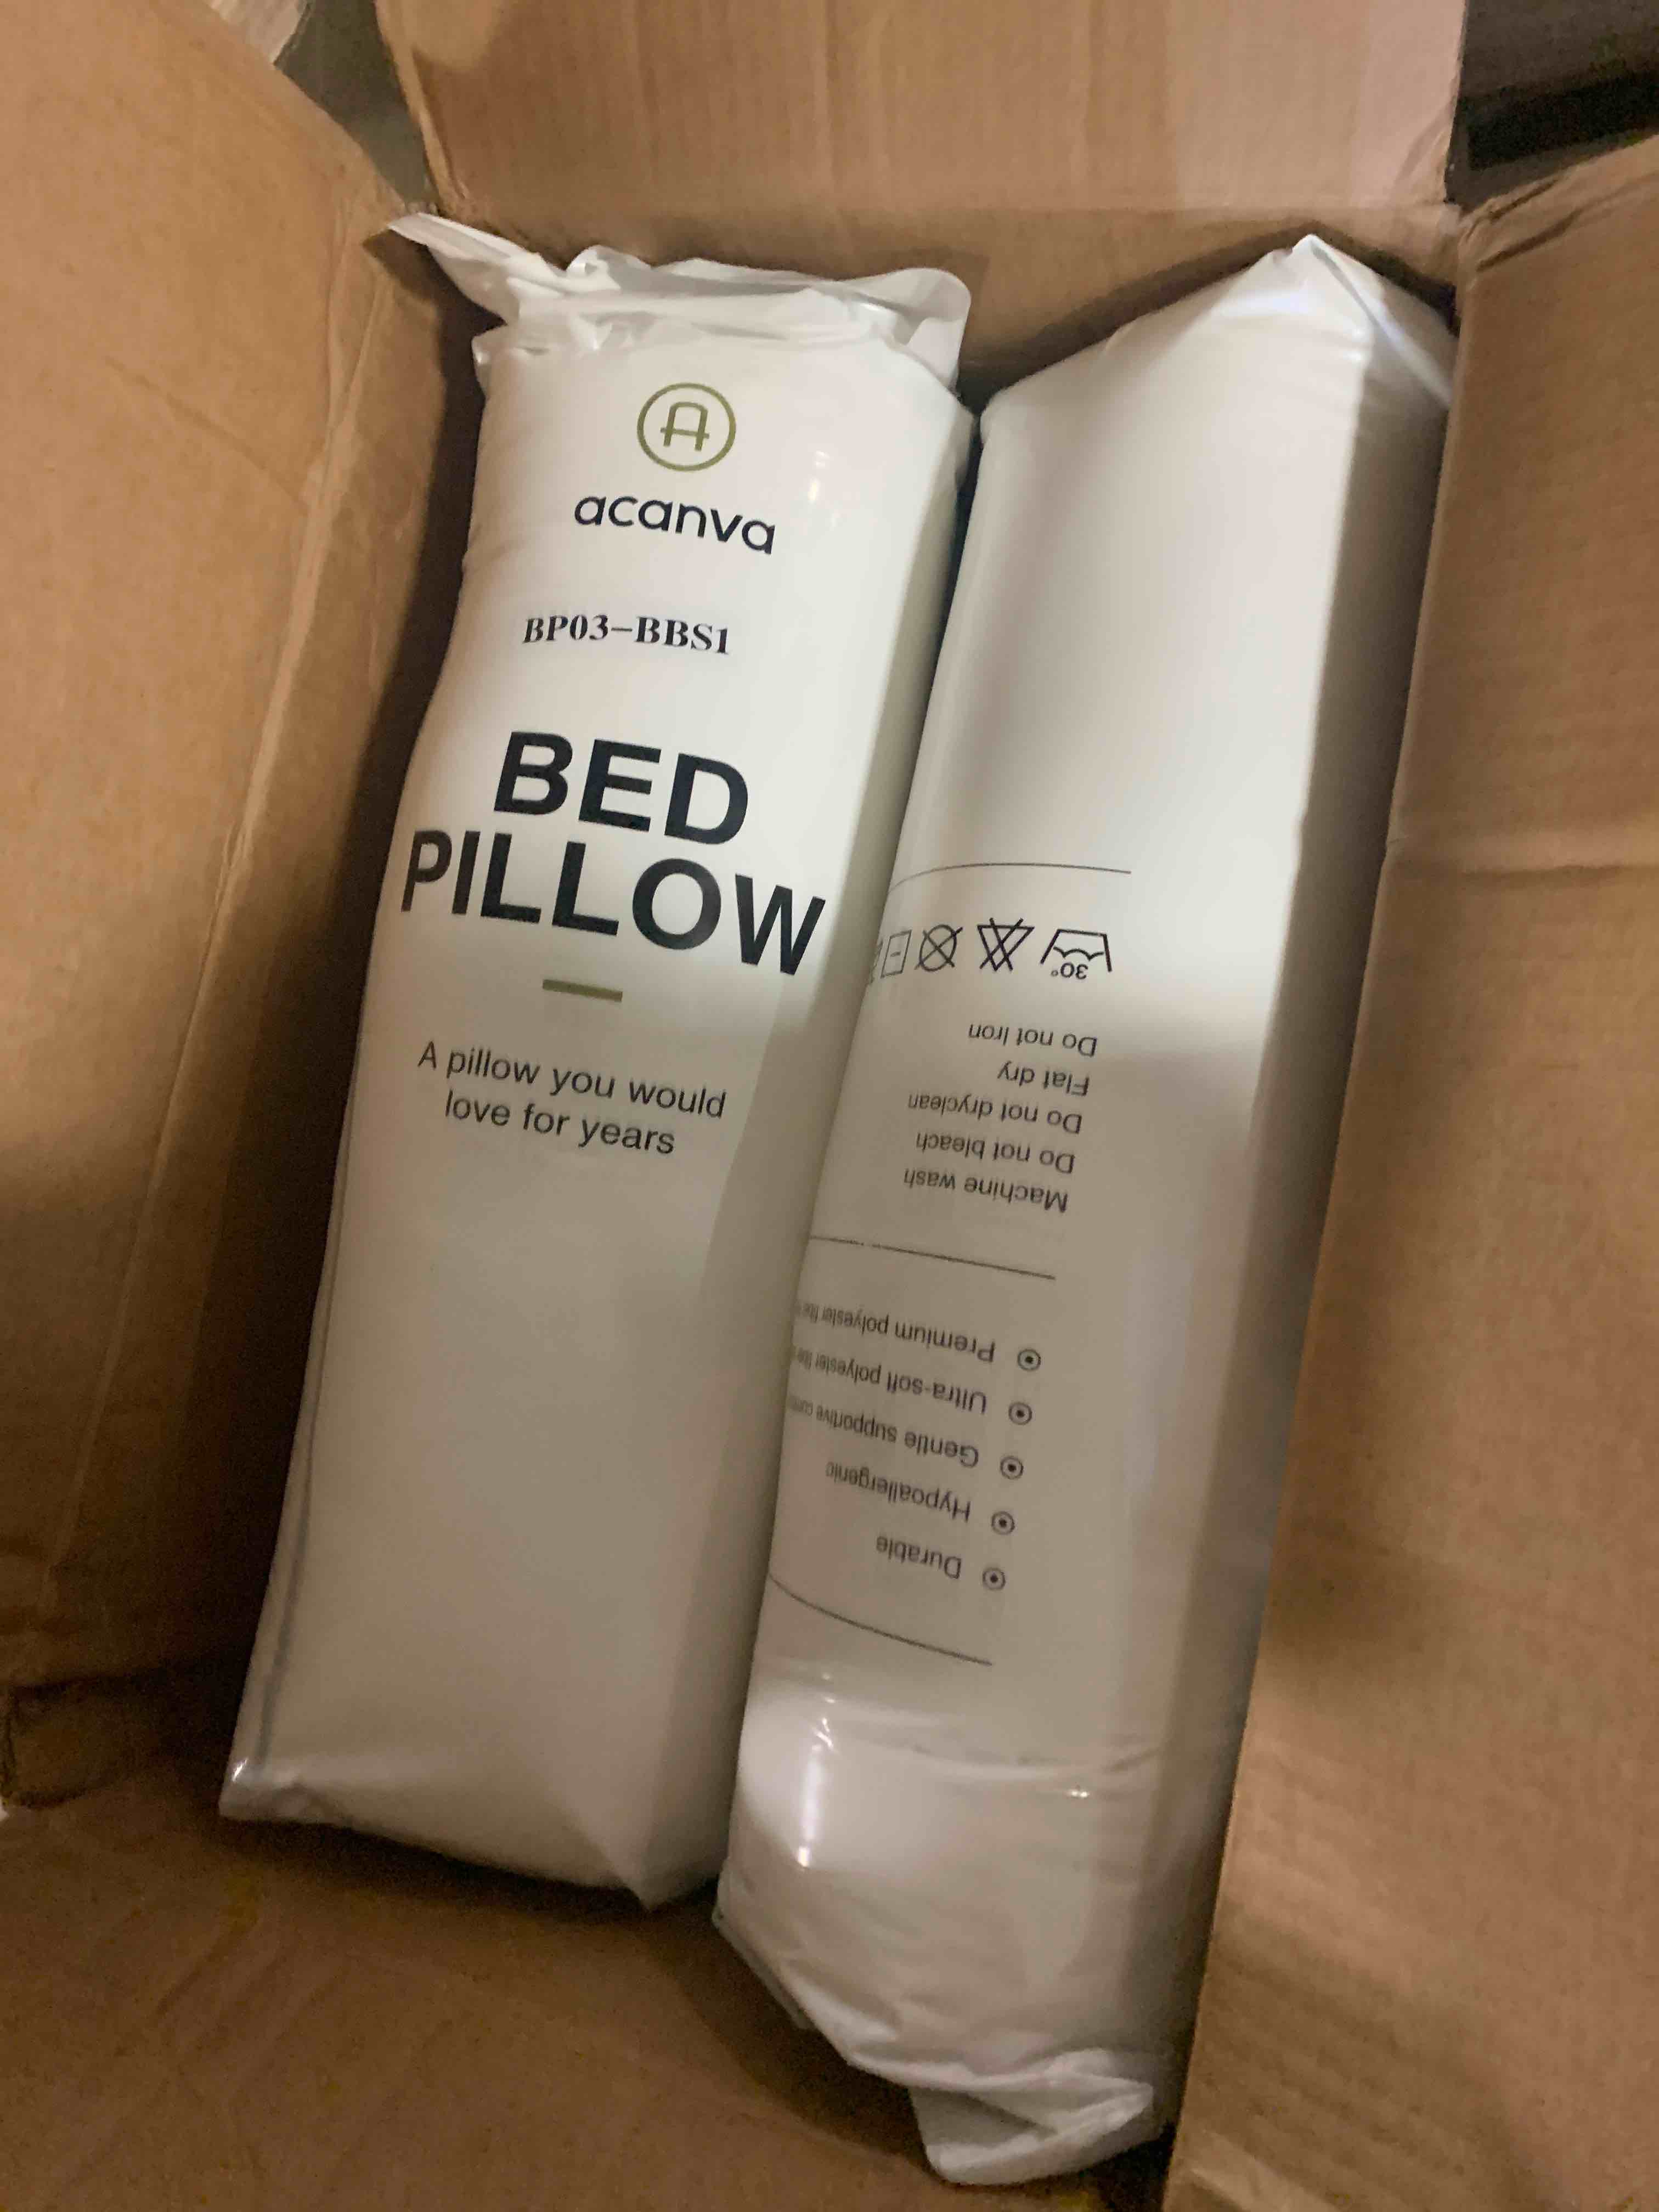 A
acanva
BP03-BBS1
BED
PILLOW
A pillow you would
love for years
Durable
Hypoallergenic
Gentle supportive
Ultra-soft polyester
Premium polyester
Machine wash
Do not bleach
Do not dryclean
Flat dry
Do not Iron
30°